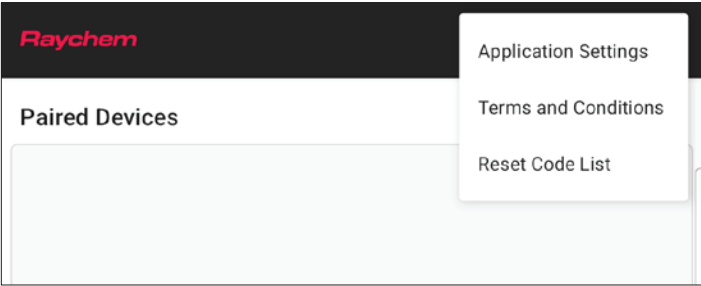 Raychem
Application Settings
Terms and Conditions
Reset Code List
Paired Devices